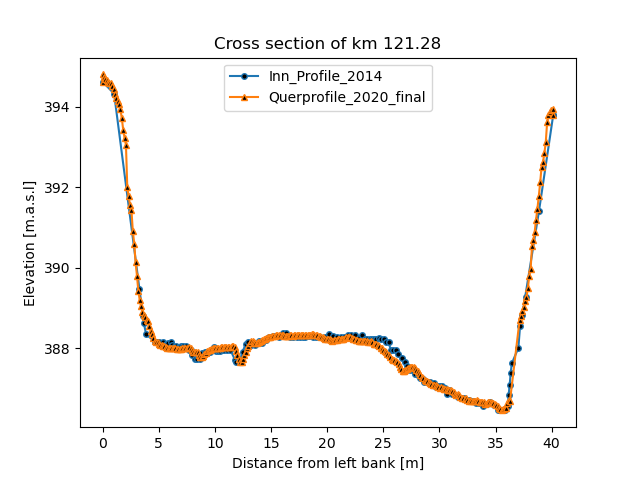 Cross section of km 121.28
Inn_Profile_2014
Querprofile_2020_final
394
392
390
388
Elevation [m.a.s.l]
0 5 10 15 20 25 30 35 40
Distance from left bank [m]